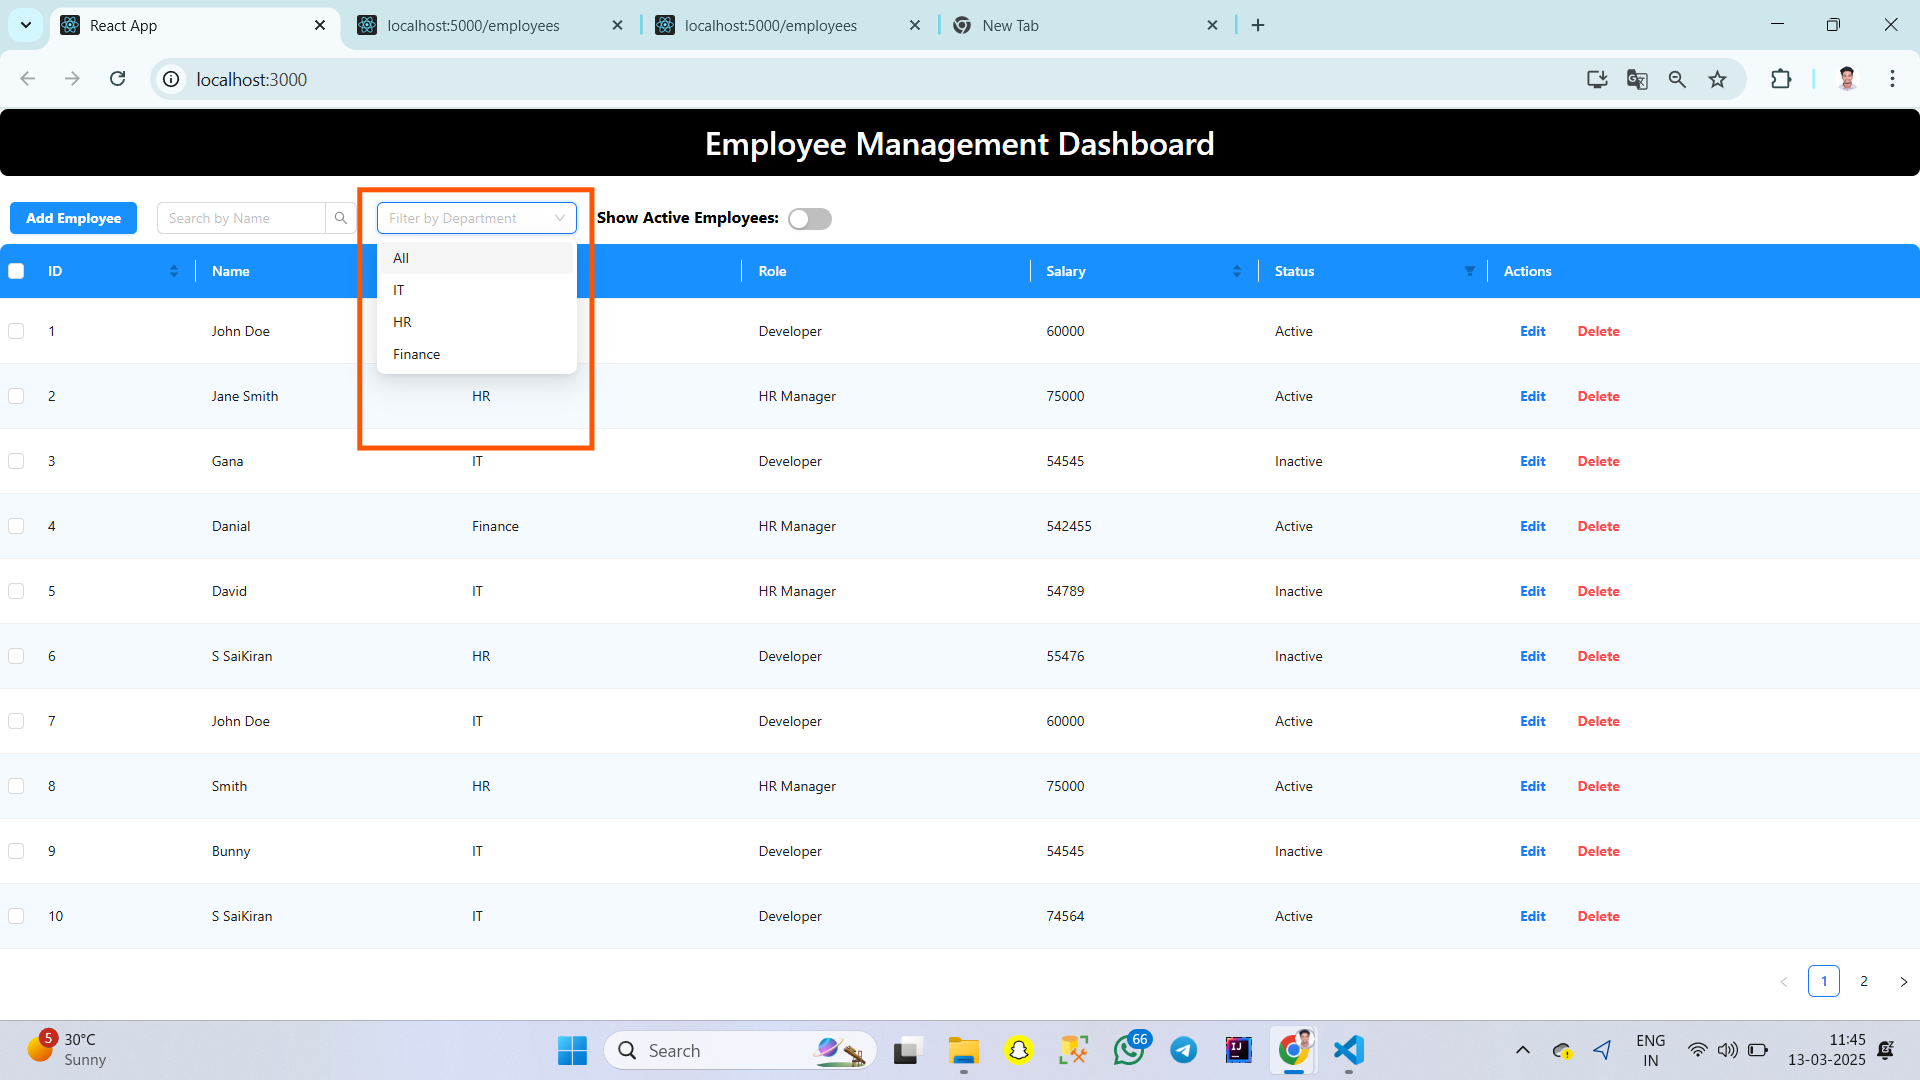 React App
localhost:5000/employees
localhost:5000/employees
New Tab
localhost:3000
Employee Management Dashboard
Add Employee
Search by Name
Filter by Department
Show Active Employees:
All
IT
HR
Finance
ID Name Role Salary Status Actions
1 John Doe Developer 60000 Active Edit Delete
2 Jane Smith HR HR Manager 75000 Active Edit Delete
3 Gana IT Developer 54545 Inactive Edit Delete
4 Danial Finance HR Manager 542455 Active Edit Delete
5 David IT HR Manager 54789 Inactive Edit Delete
6 S SaiKiran HR Developer 55476 Inactive Edit Delete
7 John Doe IT Developer 60000 Active Edit Delete
8 Smith HR HR Manager 75000 Active Edit Delete
9 Bunny IT Developer 54545 Inactive Edit Delete
10 S SaiKiran IT Developer 74564 Active Edit Delete
1 2
5
30°C
Sunny
Search
66
IJ
ENG
IN
11:45
13-03-2025